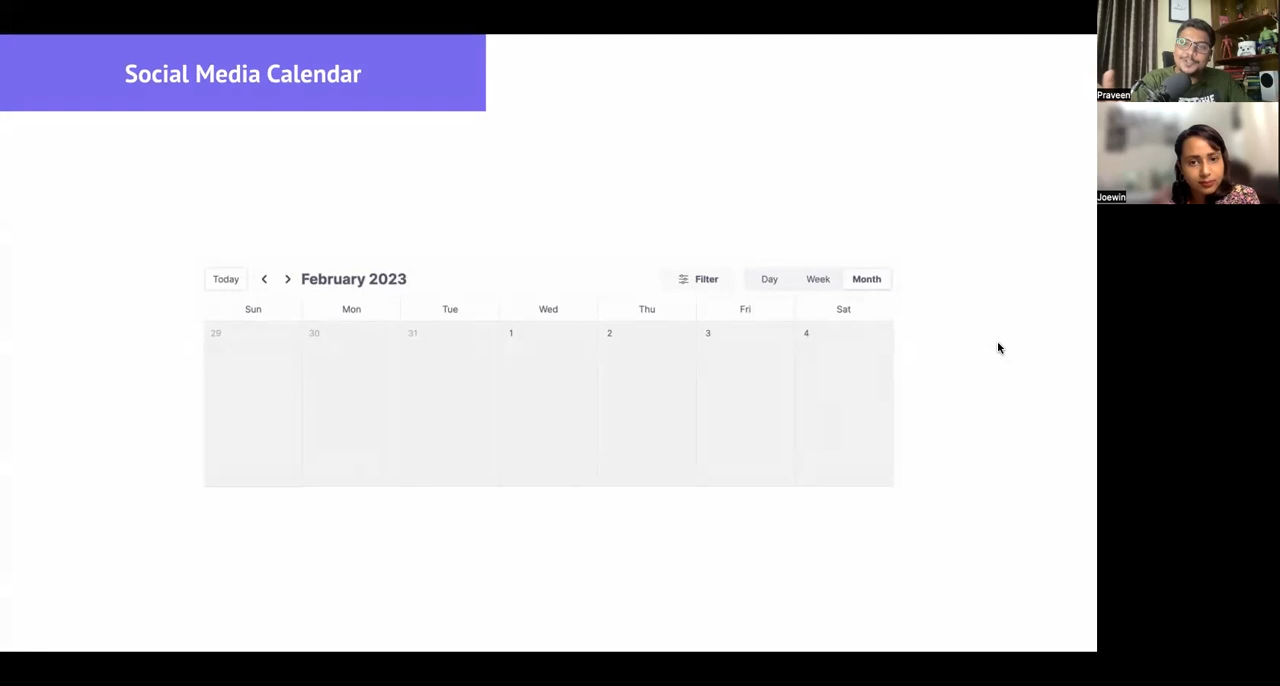 Social Media Calendar
Today February 2023 Filter Day Week Month
Sun Mon Tue Wed Thu Fri Sat
29 30 31 1 2 3 4
Praveen
Joewin